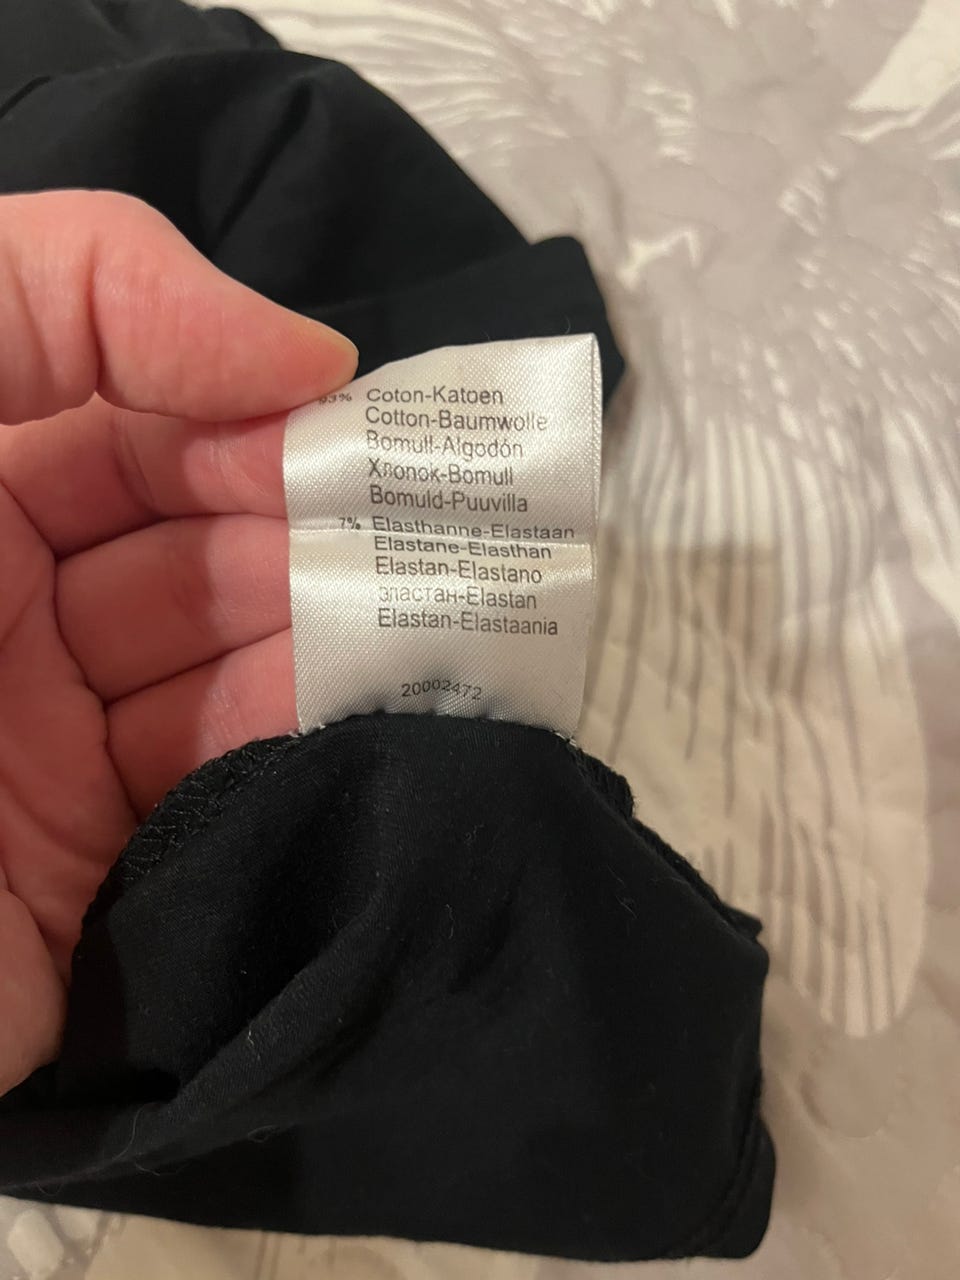 93% Coton-Katoen
Cotton-Baumwolle
Bomull-Algodón
Хлопок-Bomull
Bomuld-Puuvilla
7% Elasthanne-Elastaan
Elastane-Elasthan
Elastan-Elastano
эластан-Elastan
Elastan-Elastaania
20002472